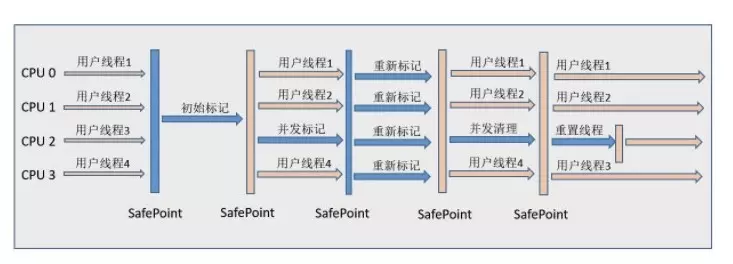 CPU 0 用户线程1 用户线程1 重新标记 用户线程1 用户线程1
CPU 1 用户线程2 初始标记 用户线程2 重新标记 用户线程2 用户线程2
CPU 2 用户线程3 并发标记 重新标记 并发清理 重置线程
CPU 3 用户线程4 用户线程4 重新标记 用户线程4 用户线程3
SafePoint SafePoint SafePoint SafePoint SafePoint